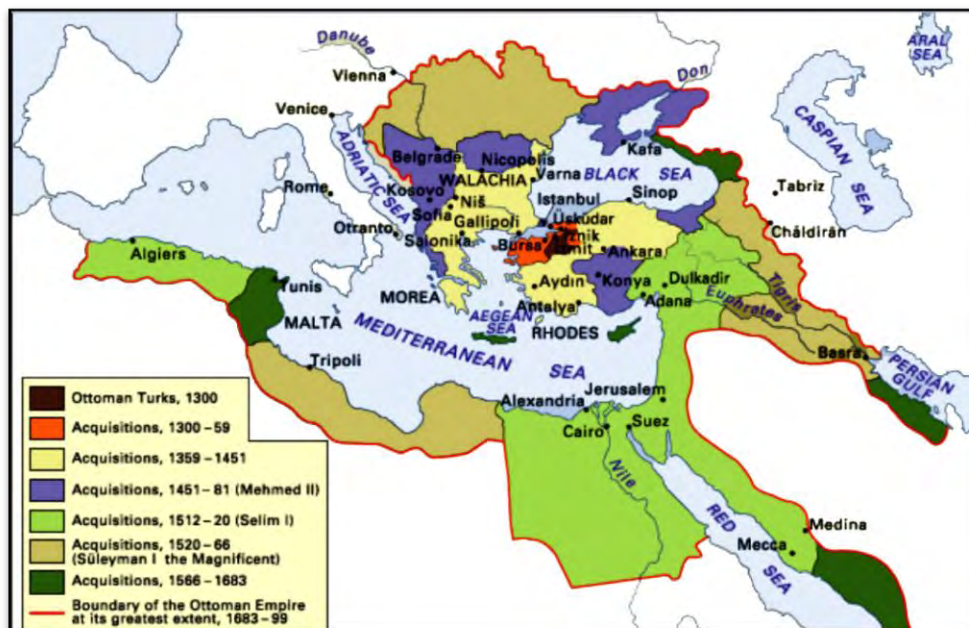 Danube
Vienna
ARAL
SEA
Don
Venice
CASPIAN
SEA
ADRIATIC SEA
Belgrade
Nicopolis
Kafa
WALACHIA
Varna
BLACK SEA
Rome
Kosovo
Niš
Istanbul
Sinop
Tabriz
Sofia
Gallipoli
Üsküdar
Chāldirān
Otranto
Salonika
Bursa
Iznik
Izmit
Ankara
Algiers
Aydın
Konya
Dulkadir
Tigris
Tunis
MOREA
Antalya
Adana
Euphrates
MALTA
AEGEAN
SEA
RHODES
MEDITERRANEAN
SEA
Basra
PERSIAN
GULF
Tripoli
Jerusalem
Alexandria
Cairo
Suez
Nile
RED
SEA
Medina
Mecca
Ottoman Turks, 1300
Acquisitions, 1300-59
Acquisitions, 1359-1451
Acquisitions, 1451-81 (Mehmed II)
Acquisitions, 1512-20 (Selim I)
Acquisitions, 1520-66
(Süleyman I the Magnificent)
Acquisitions, 1566-1683
Boundary of the Ottoman Empire
at its greatest extent, 1683-99